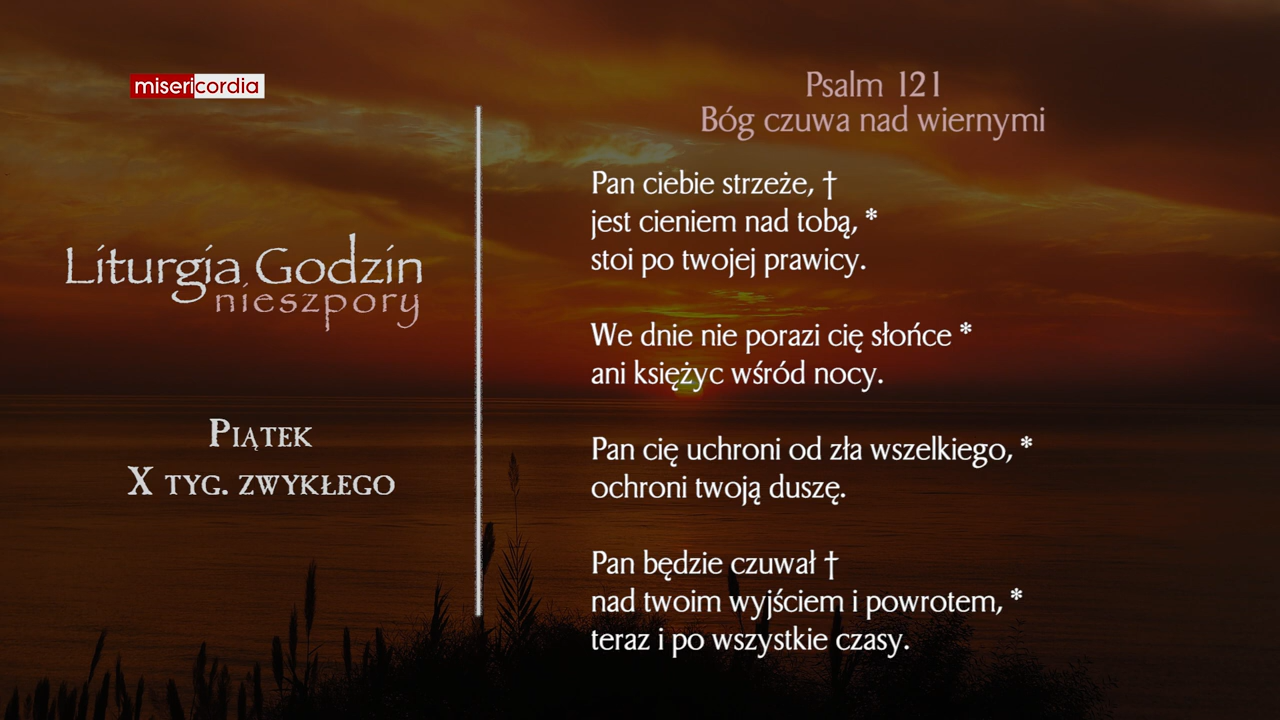 misericordia
Liturgia Godzin
nieszpory
Piątek
X tyg. zwykłego
Psalm 121
Bóg czuwa nad wiernymi
Pan ciebie strzeże, †
jest cieniem nad tobą, *
stoi po twojej prawicy.
We dnie nie porazi cię słońce *
ani księżyc wśród nocy.
Pan cię uchroni od zła wszelkiego, *
ochroni twoją duszę.
Pan będzie czuwał †
nad twoim wyjściem i powrotem, *
teraz i po wszystkie czasy.